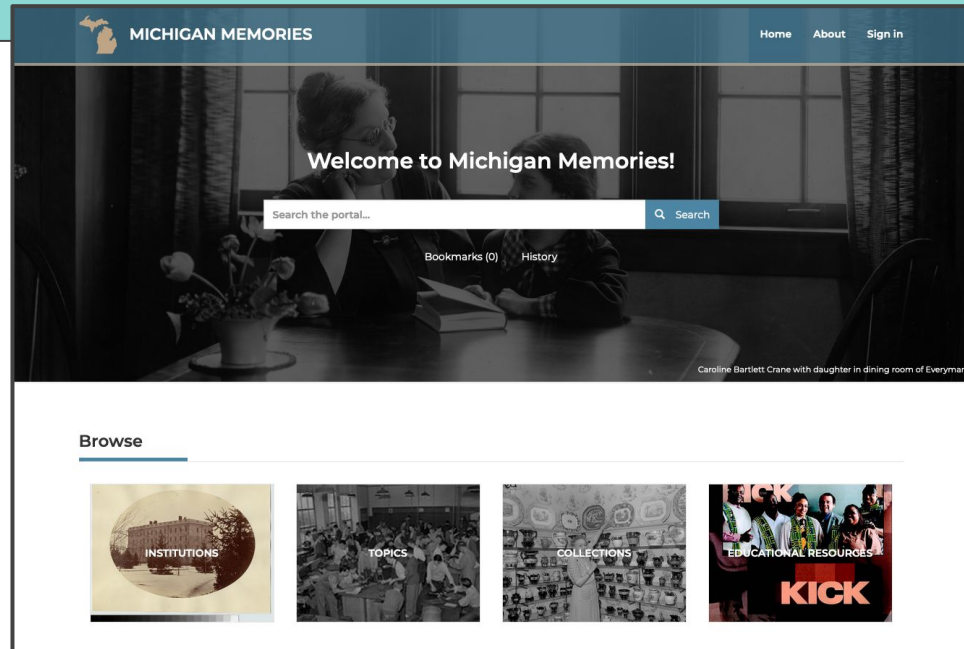 MICHIGAN MEMORIES
Home About Sign in
Welcome to Michigan Memories!
Search the portal...
Search
Bookmarks (0) History
Caroline Bartlett Crane with daughter in dining room of Everyman
Browse
INSTITUTIONS
TOPICS
COLLECTIONS
EDUCATIONAL RESOURCES
KICK
KICK